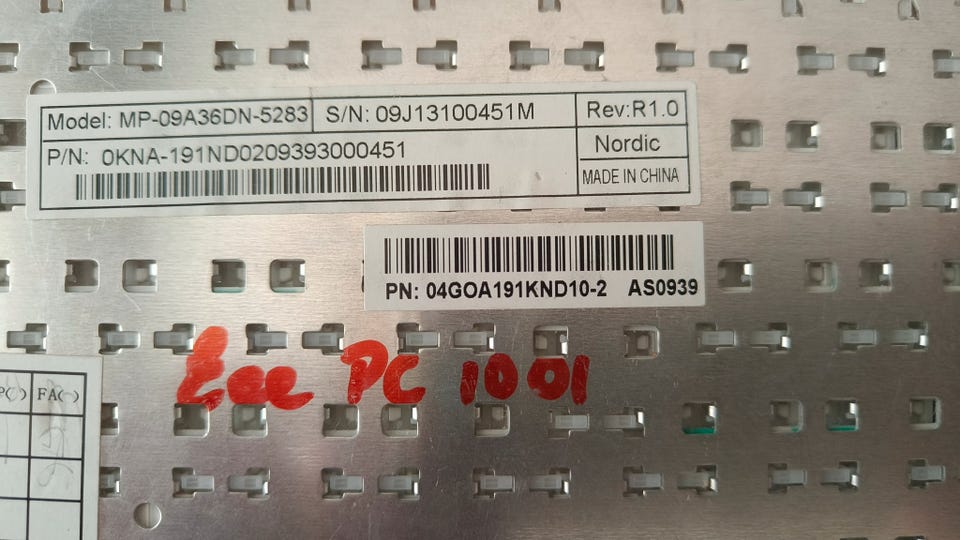 Model: MP-09A36DN-5283 S/N: 09J13100451M Rev:R1.0
P/N: 0KNA-191ND0209393000451 Nordic
MADE IN CHINA
PN: 04GOA191KND10-2 AS0939
Eee PC 1001
P( ) FA( )